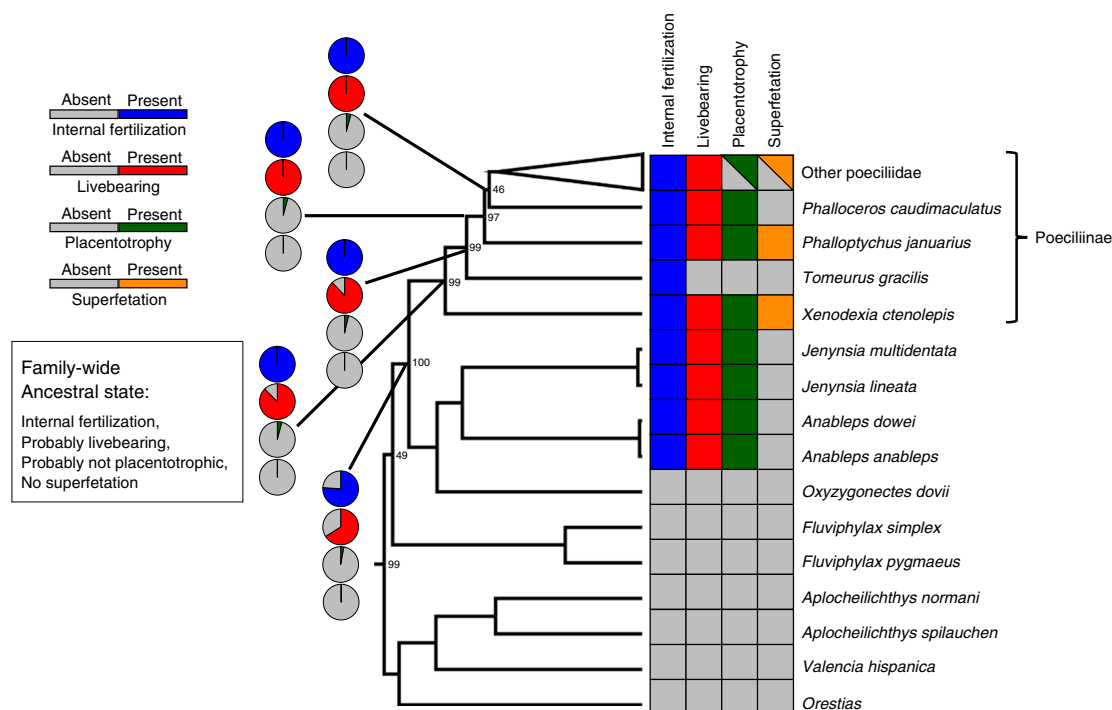 Absent Present
Internal fertilization
Absent Present
Livebearing
Absent Present
Placentotrophy
Absent Present
Superfetation
Family-wide
Ancestral state:
Internal fertilization,
Probably livebearing,
Probably not placentotrophic,
No superfetation
46
97
99
99
100
49
99
Internal fertilization
Livebearing
Placentotrophy
Superfetation
Other poeciliidae
Phalloceros caudimaculatus
Phalloptychus januarius
Tomeurus gracilis
Xenodexia ctenolepis
Jenynsia multidentata
Jenynsia lineata
Anableps dowei
Anableps anableps
Oxyzygonectes dovii
Fluviphylax simplex
Fluviphylax pygmaeus
Aplocheilichthys normani
Aplocheilichthys spilauchen
Valencia hispanica
Orestias
Poeciliinae